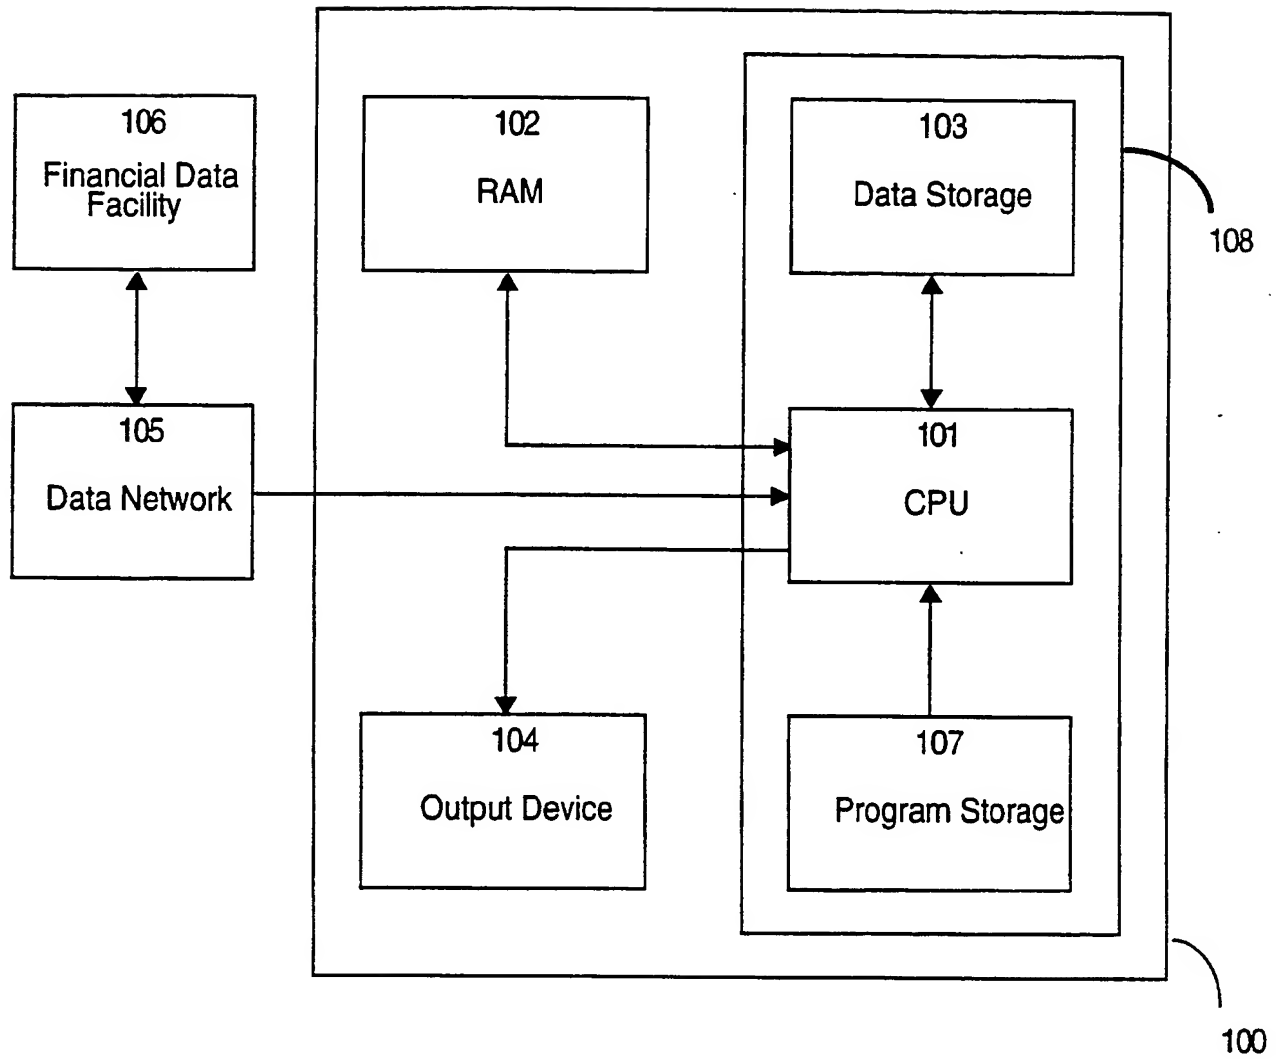 106
Financial Data
Facility
102
RAM
103
Data Storage
108
105
Data Network
101
CPU
104
Output Device
107
Program Storage
100